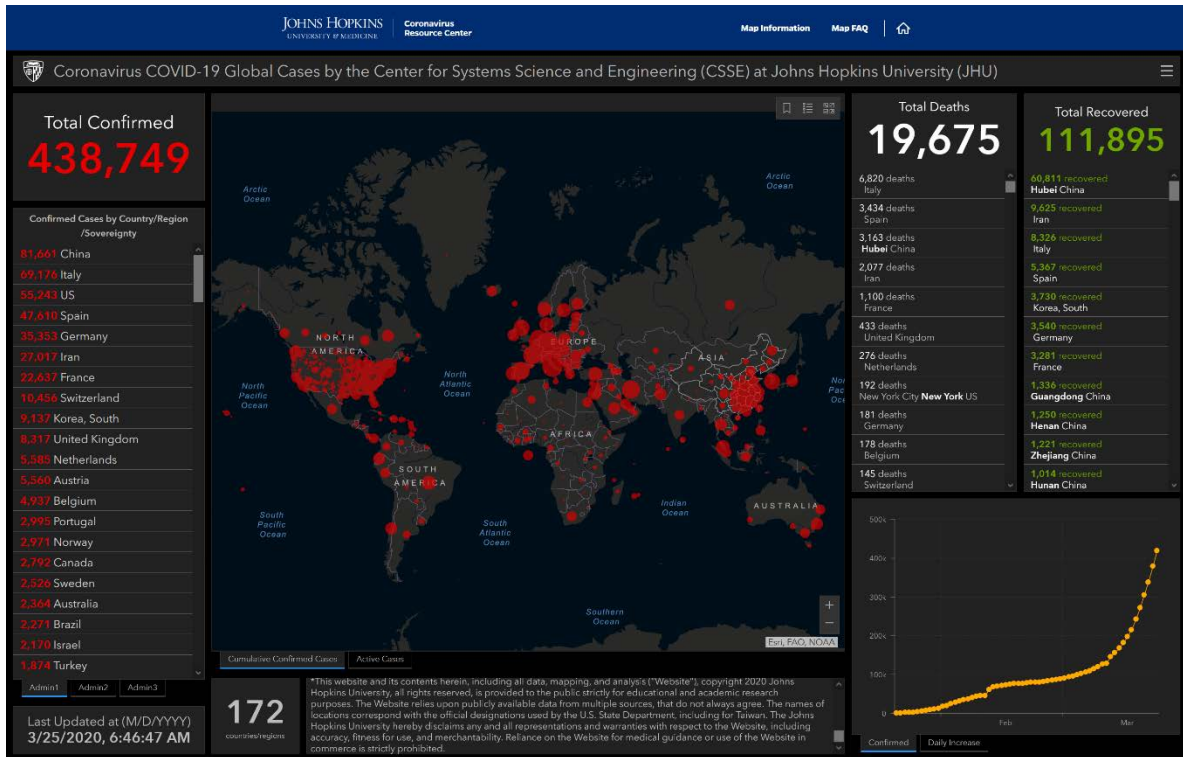 JOHNS HOPKINS
UNIVERSITY & MEDICINE
Coronavirus
Resource Center
Map Information
Map FAQ
Coronavirus COVID-19 Global Cases by the Center for Systems Science and Engineering (CSSE) at Johns Hopkins University (JHU)
Total Confirmed
438,749
Confirmed Cases by Country/Region
/Sovereignty
81,661 China
69,176 Italy
55,243 US
47,610 Spain
35,353 Germany
27,017 Iran
22,637 France
10,456 Switzerland
9,137 Korea, South
8,317 United Kingdom
5,585 Netherlands
5,560 Austria
4,937 Belgium
2,995 Portugal
2,971 Norway
2,792 Canada
2,526 Sweden
2,364 Australia
2,271 Brazil
2,170 Israel
1,874 Turkey
Admin1
Admin2
Admin3
Last Updated at (M/D/YYYY)
3/25/2020, 6:46:47 AM
Arctic
Ocean
Arctic
Ocean
NORTH
AMERICA
EUROPE
ASIA
North
Pacific
Ocean
North
Atlantic
Ocean
AFRICA
SOUTH
AMERICA
Indian
Ocean
AUSTRALIA
South
Pacific
Ocean
South
Atlantic
Ocean
Southern
Ocean
+
−
Esri, FAO, NOAA
Cumulative Confirmed Cases
Active Cases
172
countries/regions
*This website and its contents herein, including all data, mapping, and analysis ("Website"), copyright 2020 Johns
Hopkins University, all rights reserved, is provided to the public strictly for educational and academic research
purposes. The Website relies upon publicly available data from multiple sources, that do not always agree. The names of
locations correspond with the official designations used by the U.S. State Department, including for Taiwan. The Johns
Hopkins University hereby disclaims any and all representations and warranties with respect to the Website, including
accuracy, fitness for use, and merchantability. Reliance on the Website for medical guidance or use of the Website in
commerce is strictly prohibited.
Total Deaths
19,675
6,820 deaths
Italy
3,434 deaths
Spain
3,163 deaths
Hubei China
2,077 deaths
Iran
1,100 deaths
France
433 deaths
United Kingdom
276 deaths
Netherlands
192 deaths
New York City New York US
181 deaths
Germany
178 deaths
Belgium
145 deaths
Switzerland
Total Recovered
111,895
60,811 recovered
Hubei China
9,625 recovered
Iran
8,326 recovered
Italy
5,367 recovered
Spain
3,730 recovered
Korea, South
3,540 recovered
Germany
3,281 recovered
France
1,336 recovered
Guangdong China
1,250 recovered
Henan China
1,221 recovered
Zhejiang China
1,014 recovered
Hunan China
500k
400k
300k
200k
100k
0
Feb
Mar
Confirmed
Daily Increase